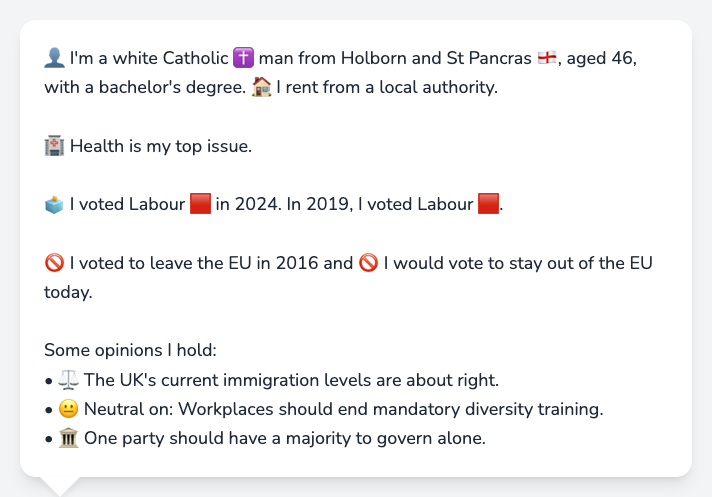 👤 I'm a white Catholic ✝️ man from Holborn and St Pancras 🏴󠁧󠁢󠁥󠁮󠁧󠁿, aged 46,
with a bachelor's degree. 🏠 I rent from a local authority.
🏥 Health is my top issue.
🗳️ I voted Labour 🟥 in 2024. In 2019, I voted Labour 🟥.
🚫 I voted to leave the EU in 2016 and 🚫 I would vote to stay out of the EU
today.
Some opinions I hold:
• ⚖️ The UK's current immigration levels are about right.
• 😐 Neutral on: Workplaces should end mandatory diversity training.
• 🏛️ One party should have a majority to govern alone.